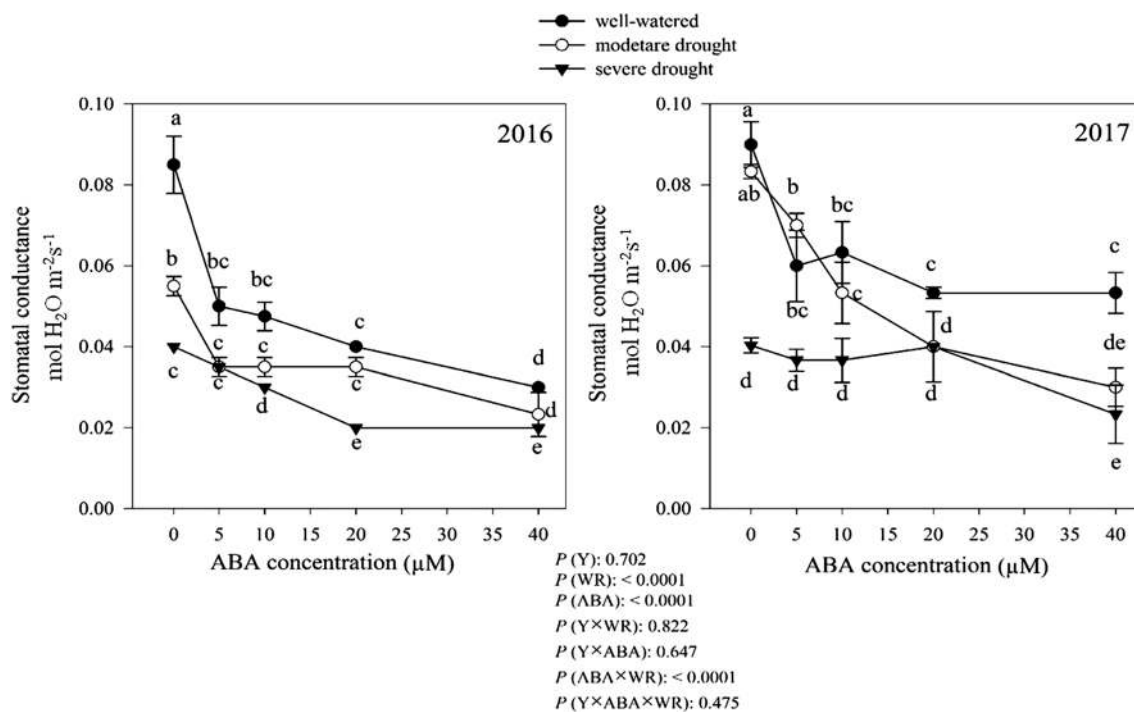 well-watered
modetare drought
severe drought
2016
Stomatal conductance
mol H₂O m⁻²s⁻¹
0.10
0.08
0.06
0.04
0.02
0.00
a
b
bc
bc
c
d
c
c
c
c
c
d
d
e
e
0 5 10 15 20 25 30 35 40
ABA concentration (µM)
2017
Stomatal conductance
mol H₂O m⁻²s⁻¹
0.10
0.08
0.06
0.04
0.02
0.00
a
ab
b
bc
bc
c
c
c
d
de
d
d
d
d
e
0 5 10 15 20 25 30 35 40
ABA concentration (µM)
P (Y): 0.702
P (WR): < 0.0001
P (ABA): < 0.0001
P (Y×WR): 0.822
P (Y×ABA): 0.647
P (ABA×WR): < 0.0001
P (Y×ABA×WR): 0.475